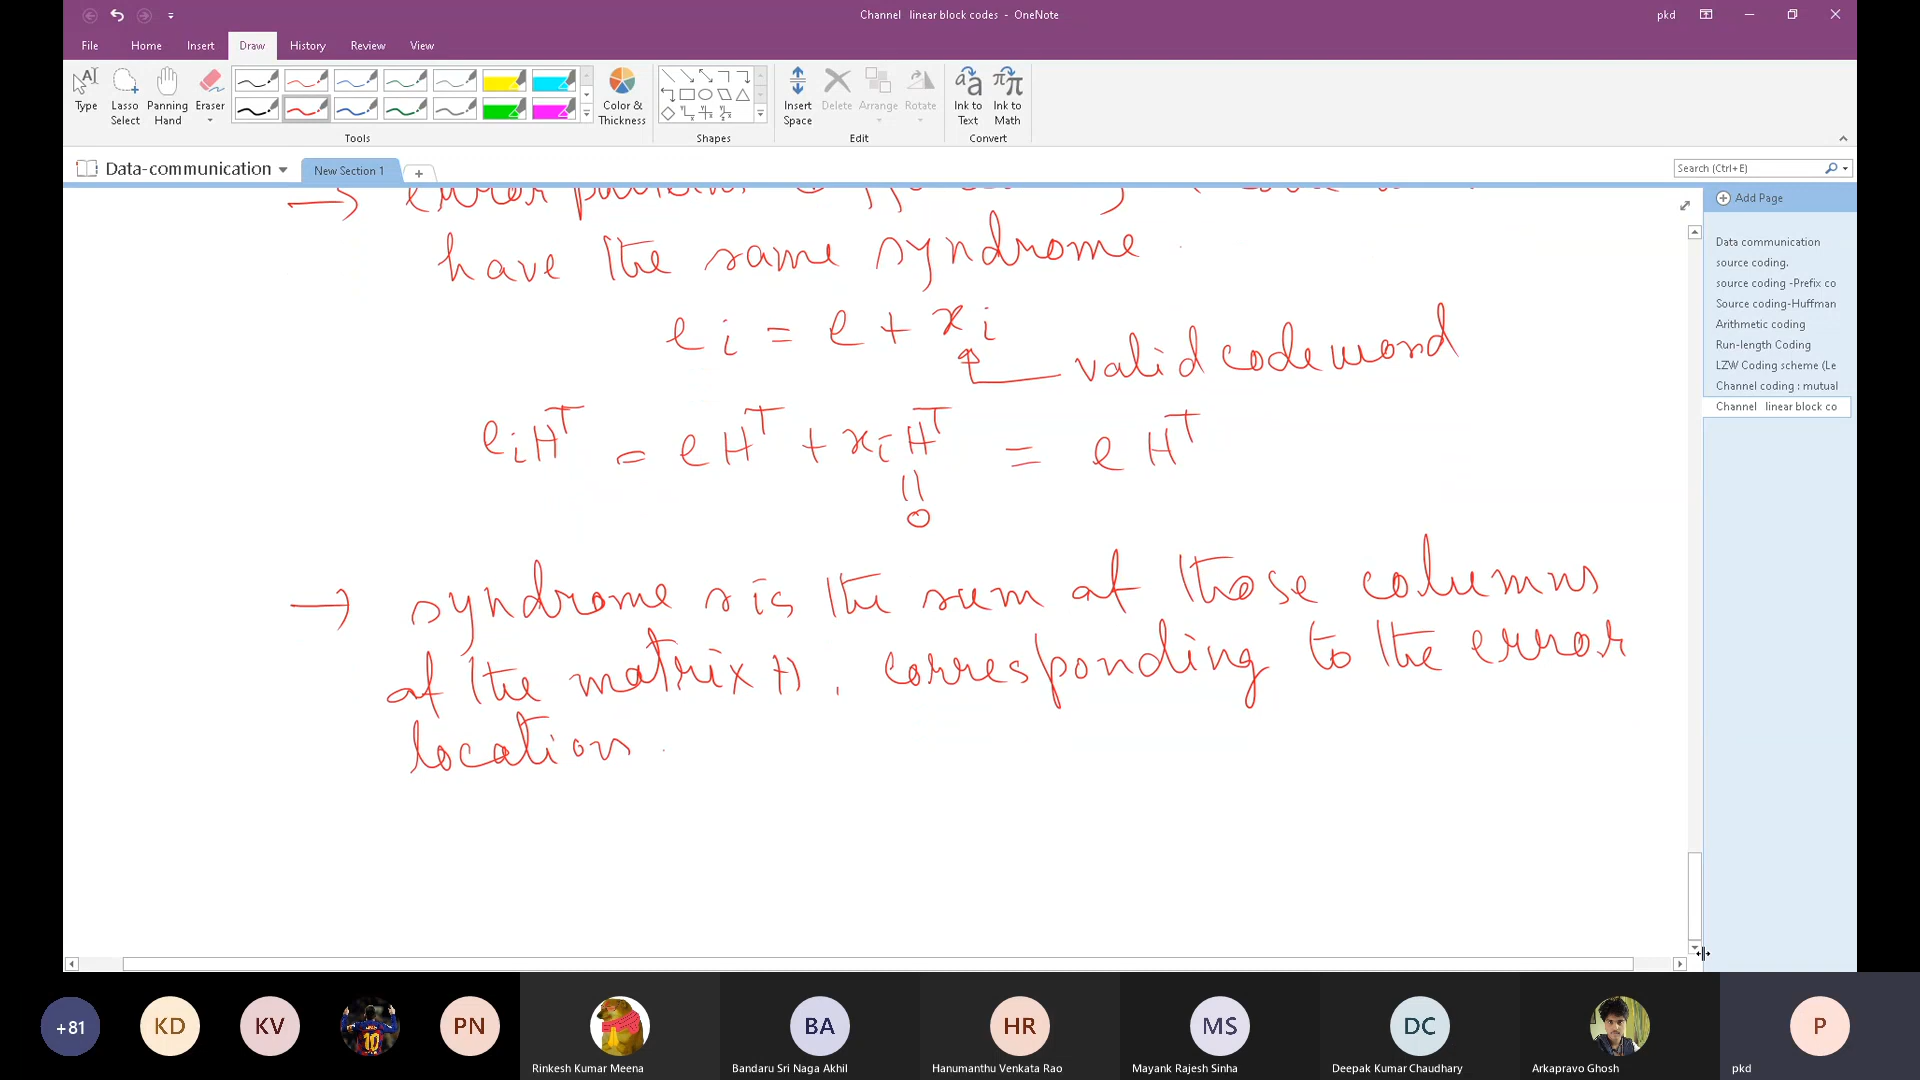 Channel linear block codes - OneNote
pkd
File Home Insert Draw History Review View
Type Lasso Select Panning Hand Eraser
Color & Thickness
Insert Space Delete Arrange Rotate
Ink to Text Ink to Math
Tools Shapes Edit Convert
Data-communication New Section 1
Search (Ctrl+E)
Add Page
Data communication
source coding.
source coding -Prefix co
Source coding-Huffman
Arithmetic coding
Run-length Coding
LZW Coding scheme (Le
Channel coding : mutual
Channel linear block co
→ error
have the same syndrome.
e i = e + x i
valid codeword
e i H^T = e H^T + x i H^T = e H^T
||
0
→ syndrome s is the sum of those columns
of the matrix H, corresponding to the error
location.
+81 KD KV 10 PN BA HR MS DC P
Rinkesh Kumar Meena Bandaru Sri Naga Akhil Hanumanthu Venkata Rao Mayank Rajesh Sinha Deepak Kumar Chaudhary Arkapravo Ghosh pkd